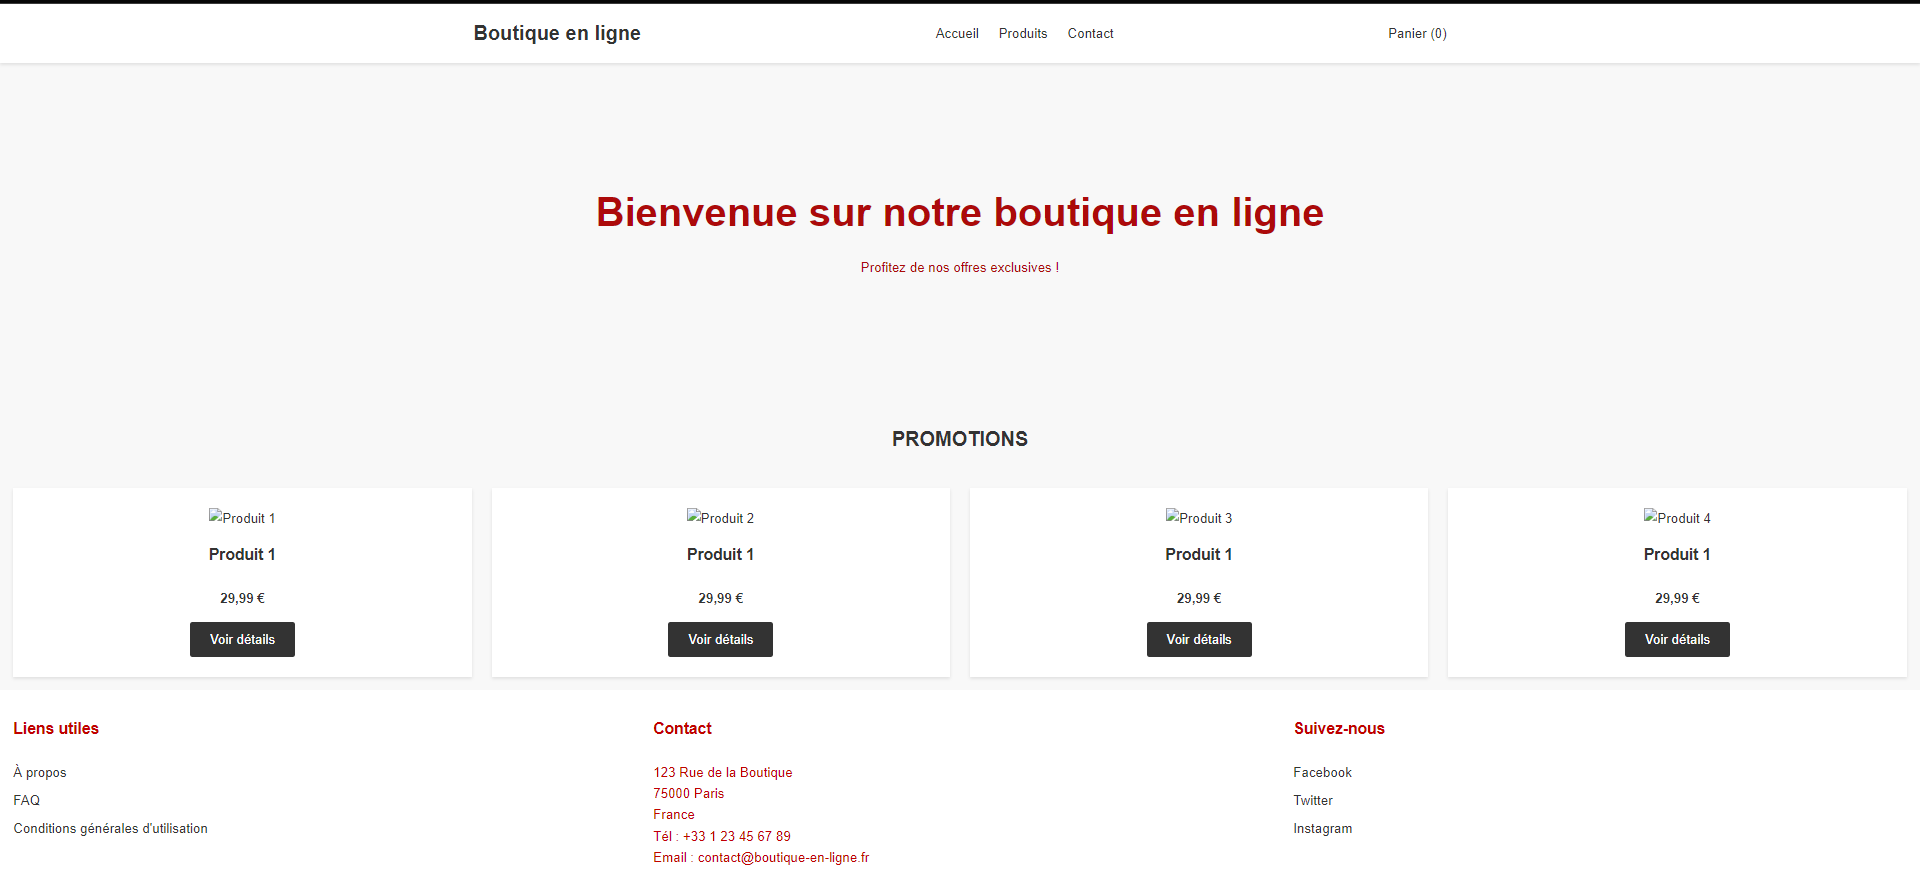 Boutique en ligne
Accueil Produits Contact
Panier (0)
Bienvenue sur notre boutique en ligne
Profitez de nos offres exclusives !
PROMOTIONS
Produit 1
Produit 1
29,99 €
Voir détails
Produit 2
Produit 1
29,99 €
Voir détails
Produit 3
Produit 1
29,99 €
Voir détails
Produit 4
Produit 1
29,99 €
Voir détails
Liens utiles
À propos
FAQ
Conditions générales d'utilisation
Contact
123 Rue de la Boutique
75000 Paris
France
Tél : +33 1 23 45 67 89
Email : contact@boutique-en-ligne.fr
Suivez-nous
Facebook
Twitter
Instagram